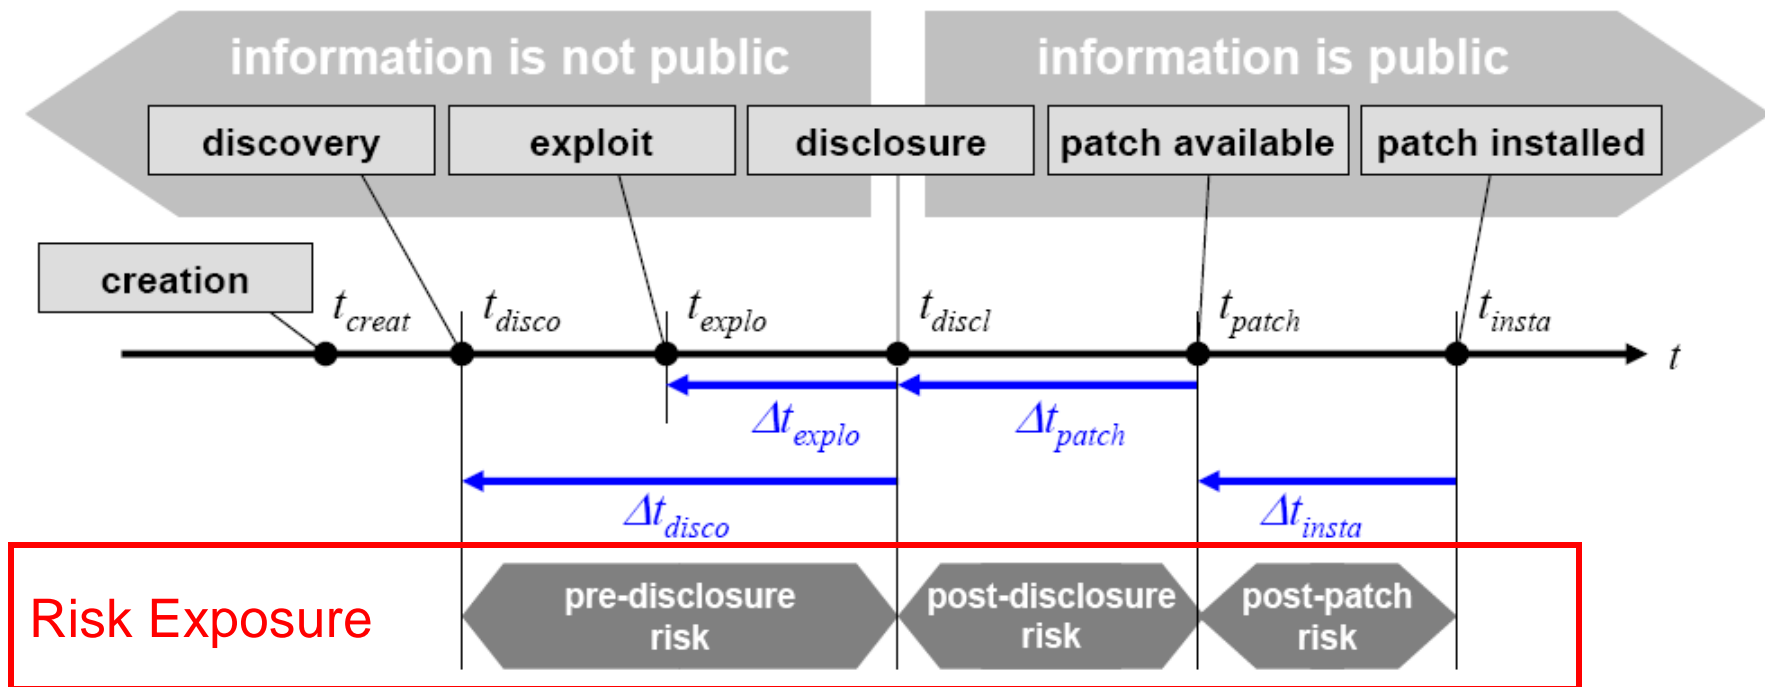 information is not public
information is public
discovery
exploit
disclosure
patch available
patch installed
creation
t_creat
t_disco
t_explo
t_discl
t_patch
t_insta
t
Δt_explo
Δt_patch
Δt_disco
Δt_insta
Risk Exposure
pre-disclosure
risk
post-disclosure
risk
post-patch
risk